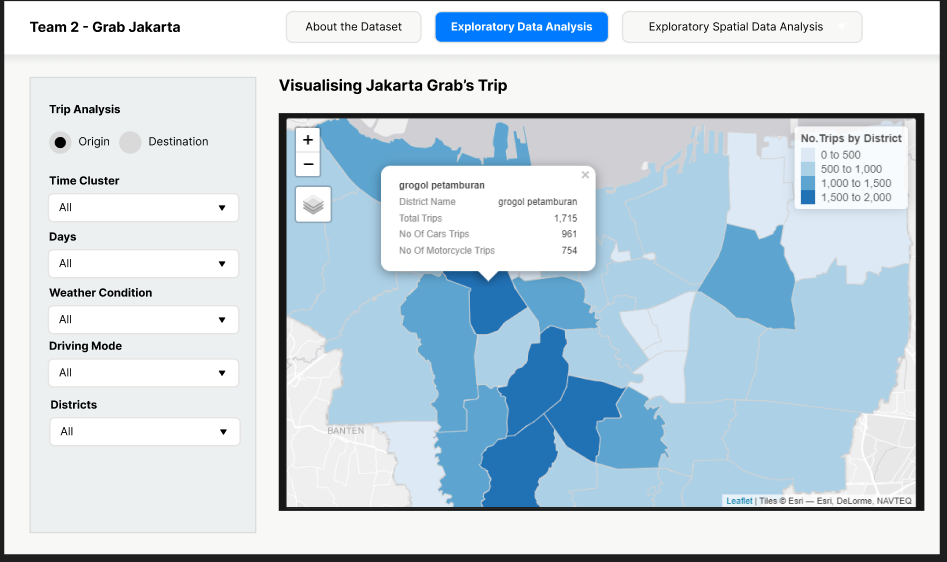 Team 2 - Grab Jakarta
About the Dataset
Exploratory Data Analysis
Exploratory Spatial Data Analysis
Trip Analysis
Origin
Destination
Time Cluster
All
Days
All
Weather Condition
All
Driving Mode
All
Districts
All
Visualising Jakarta Grab's Trip
+
−
grogol petamburan
District Name grogol petamburan
Total Trips 1,715
No Of Cars Trips 961
No Of Motorcycle Trips 754
×
No.Trips by District
0 to 500
500 to 1,000
1,000 to 1,500
1,500 to 2,000
BANTEN
Leaflet | Tiles © Esri — Esri, DeLorme, NAVTEQ